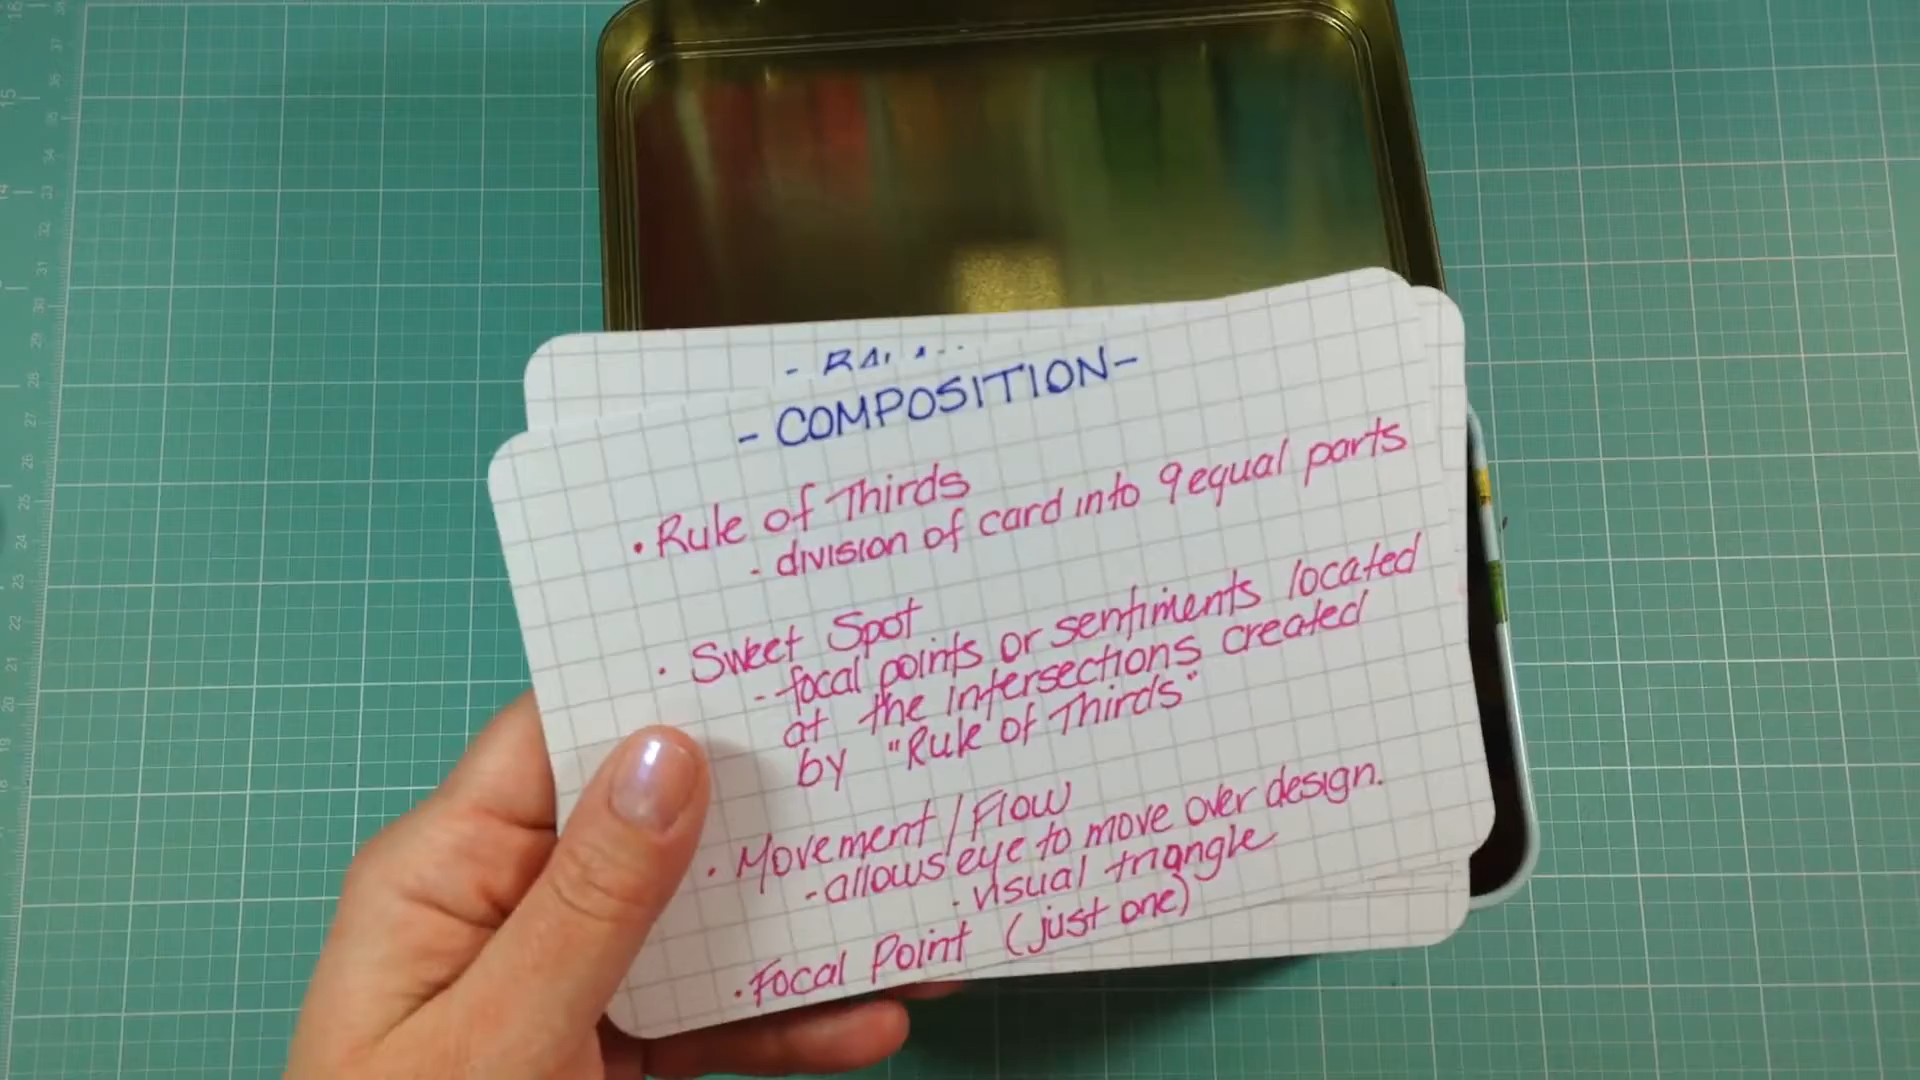 - COMPOSITION -
• Rule of Thirds
- division of card into 9 equal parts
• Sweet Spot
- focal points or sentiments located
at the intersections created
by "Rule of Thirds"
• Movement / Flow
- allows eye to move over design.
- visual triangle
• Focal Point (just one)